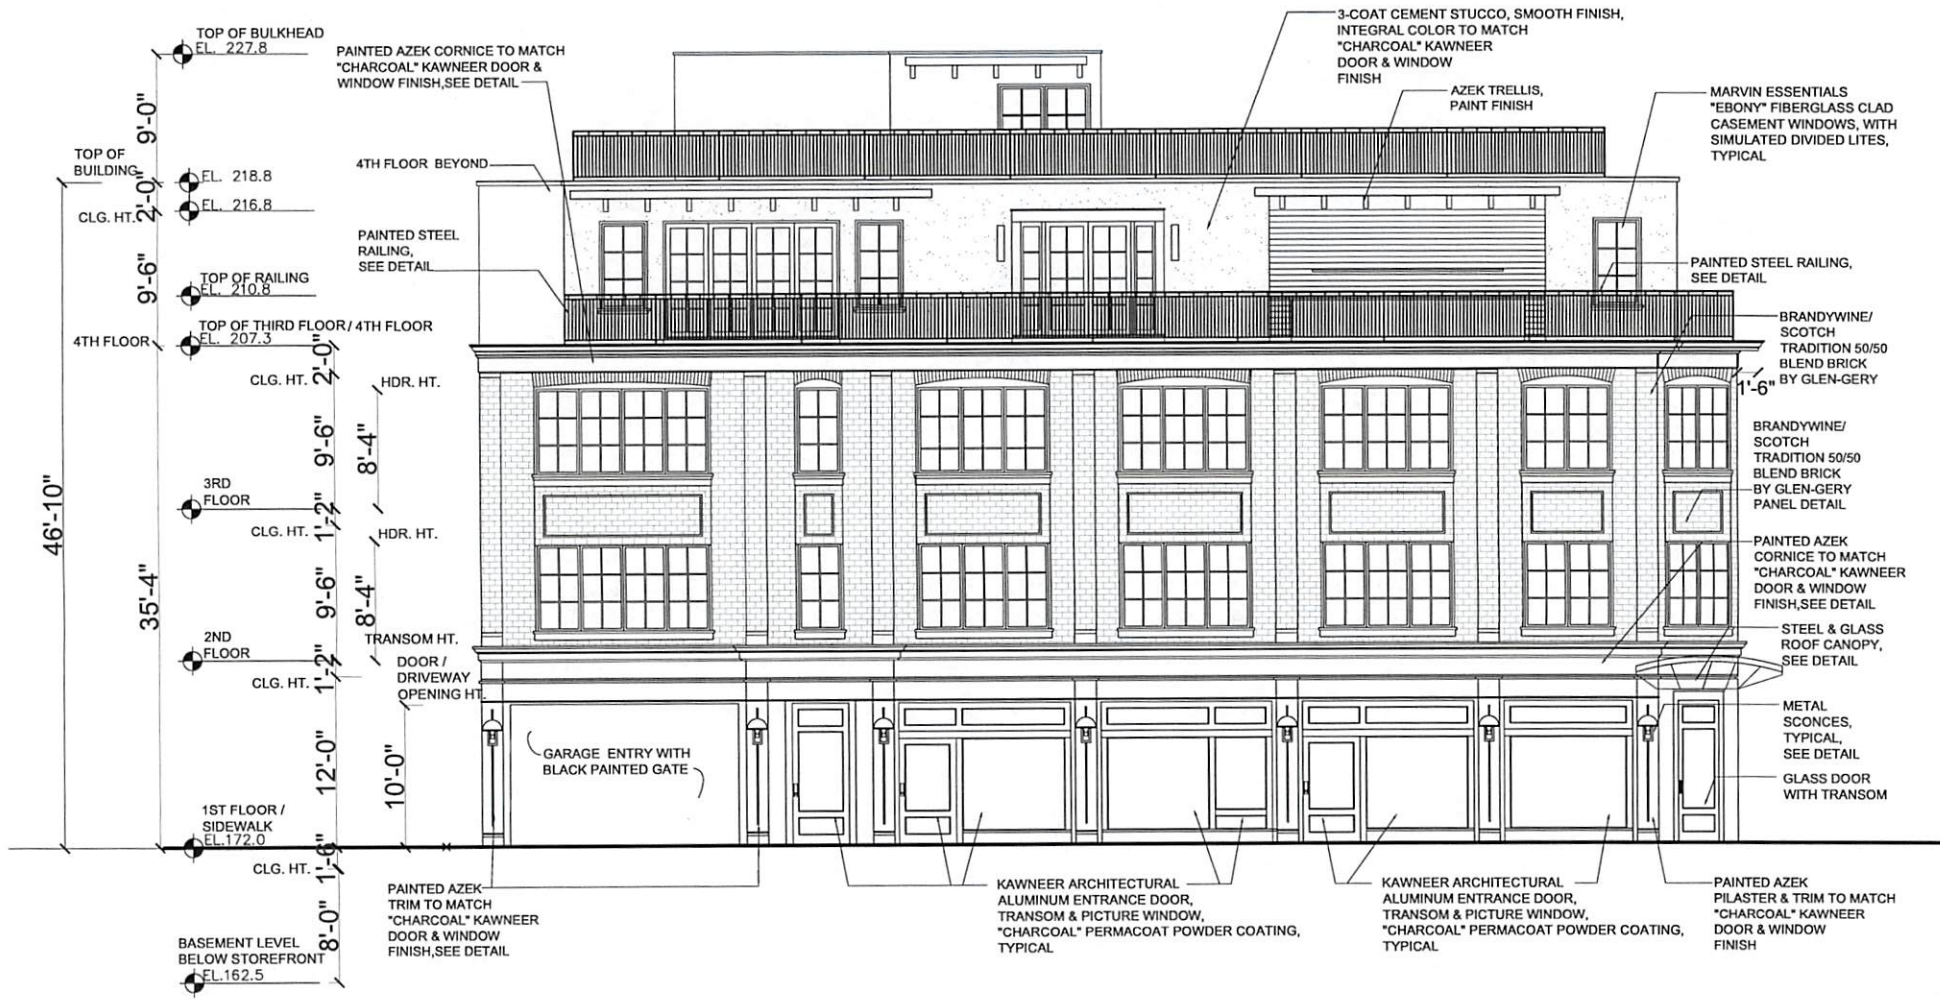 TOP OF BULKHEAD
EL. 227.8
PAINTED AZEK CORNICE TO MATCH
"CHARCOAL" KAWNEER DOOR &
WINDOW FINISH,SEE DETAIL
3-COAT CEMENT STUCCO, SMOOTH FINISH,
INTEGRAL COLOR TO MATCH
"CHARCOAL" KAWNEER
DOOR & WINDOW
FINISH
AZEK TRELLIS,
PAINT FINISH
MARVIN ESSENTIALS
"EBONY" FIBERGLASS CLAD
CASEMENT WINDOWS, WITH
SIMULATED DIVIDED LITES,
TYPICAL
9'-0"
TOP OF
BUILDING
EL. 218.8
4TH FLOOR BEYOND
2'-0"
CLG. HT.
EL. 216.8
PAINTED STEEL
RAILING,
SEE DETAIL
9'-6"
TOP OF RAILING
EL. 210.8
PAINTED STEEL RAILING,
SEE DETAIL
TOP OF THIRD FLOOR / 4TH FLOOR
4TH FLOOR
EL. 207.3
2'-0"
CLG. HT.
HDR. HT.
BRANDYWINE/
SCOTCH
TRADITION 50/50
BLEND BRICK
BY GLEN-GERY
1'-6"
9'-6"
8'-4"
BRANDYWINE/
SCOTCH
TRADITION 50/50
BLEND BRICK
BY GLEN-GERY
PANEL DETAIL
3RD
FLOOR
1'-2"
CLG. HT.
HDR. HT.
46'-10"
35'-4"
9'-6"
8'-4"
PAINTED AZEK
CORNICE TO MATCH
"CHARCOAL" KAWNEER
DOOR & WINDOW
FINISH,SEE DETAIL
2ND
FLOOR
TRANSOM HT.
1'-2"
CLG. HT.
DOOR /
DRIVEWAY
OPENING HT.
STEEL & GLASS
ROOF CANOPY,
SEE DETAIL
METAL
SCONCES,
TYPICAL,
SEE DETAIL
GARAGE ENTRY WITH
BLACK PAINTED GATE
12'-0"
10'-0"
GLASS DOOR
WITH TRANSOM
1ST FLOOR /
SIDEWALK
EL.172.0
1'-6"
CLG. HT.
PAINTED AZEK
TRIM TO MATCH
"CHARCOAL" KAWNEER
DOOR & WINDOW
FINISH,SEE DETAIL
KAWNEER ARCHITECTURAL
ALUMINUM ENTRANCE DOOR,
TRANSOM & PICTURE WINDOW,
"CHARCOAL" PERMACOAT POWDER COATING,
TYPICAL
KAWNEER ARCHITECTURAL
ALUMINUM ENTRANCE DOOR,
TRANSOM & PICTURE WINDOW,
"CHARCOAL" PERMACOAT POWDER COATING,
TYPICAL
PAINTED AZEK
PILASTER & TRIM TO MATCH
"CHARCOAL" KAWNEER
DOOR & WINDOW
FINISH
8'-0"
BASEMENT LEVEL
BELOW STOREFRONT
EL.162.5